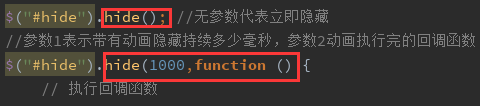 $("#hide").hide(); //无参数代表立即隐藏
//参数1表示带有动画隐藏持续多少毫秒，参数2动画执行完的回调函数
$("#hide").hide(1000,function () {
// 执行回调函数